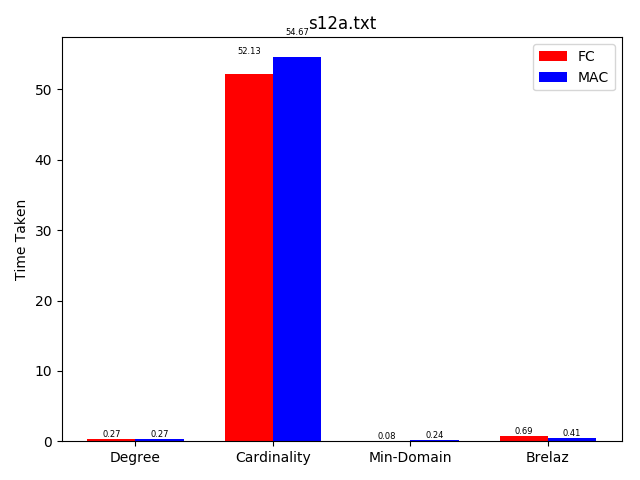 s12a.txt
54.67
52.13
FC
MAC
50
40
30
20
10
0
Time Taken
0.27 0.27 0.08 0.24 0.69 0.41
Degree Cardinality Min-Domain Brelaz